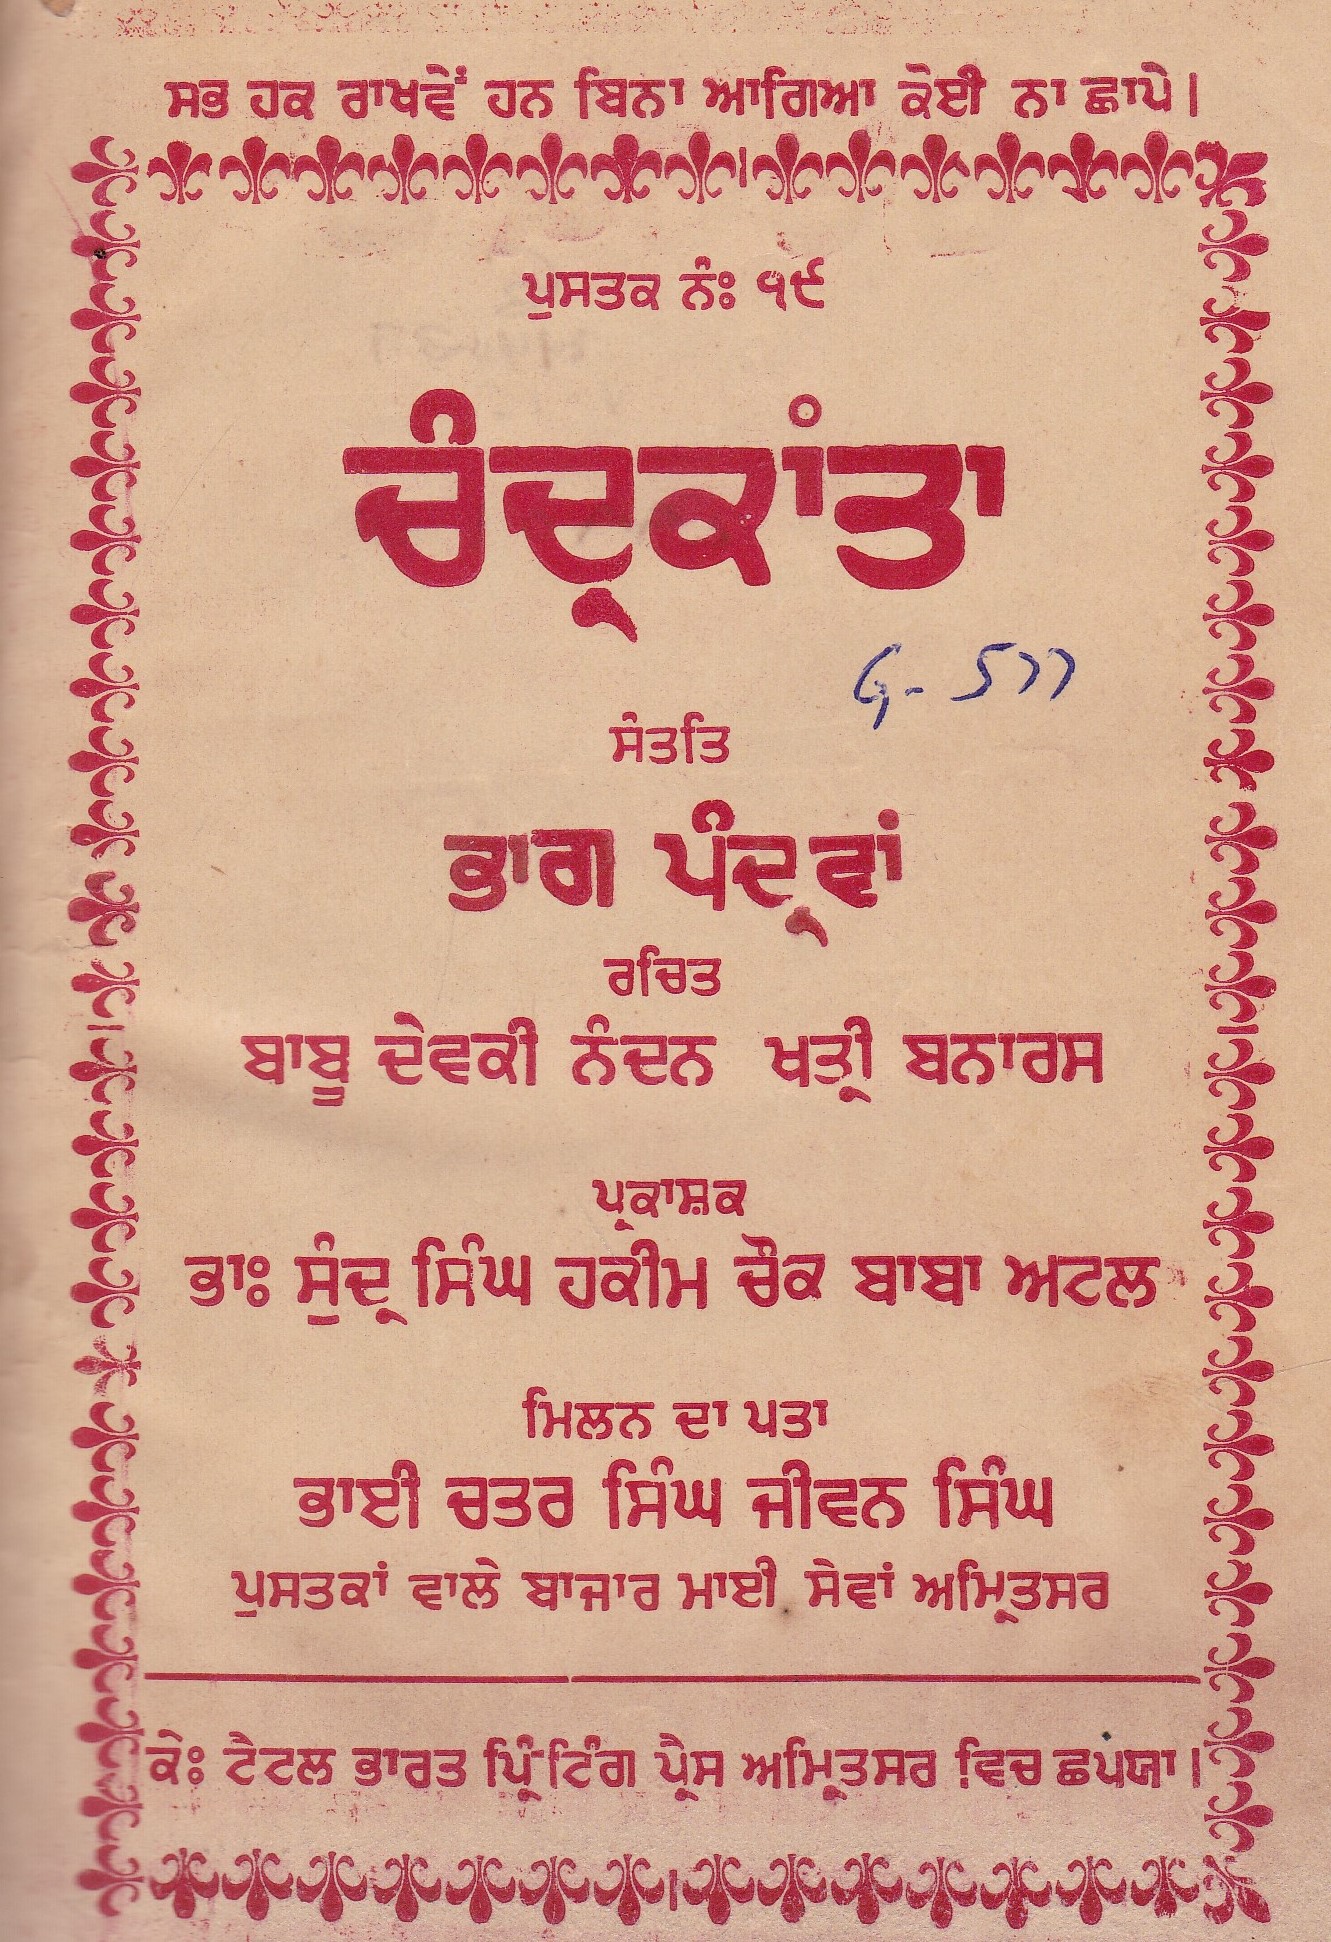 ਸਭ ਹਕ ਰਾਖਵੇਂ ਹਨ ਬਿਨਾ ਆਗਿਆ ਕੋਈ ਨਾ ਛਾਪੇ।
ਪੁਸਤਕ ਨੰਃ ੧੯
ਚੰਦ੍ਰਕਾਂਤਾ
G- 577
ਸੰਤਤਿ
ਭਾਗ ਪੰਦ੍ਰਵਾਂ
ਰਚਿਤ
ਬਾਬੂ ਦੇਵਕੀ ਨੰਦਨ ਖਤ੍ਰੀ ਬਨਾਰਸ
ਪ੍ਰਕਾਸ਼ਕ
ਭਾਃ ਸੁੰਦ੍ਰ ਸਿੰਘ ਹਕੀਮ ਚੌਕ ਬਾਬਾ ਅਟਲ
ਮਿਲਨ ਦਾ ਪਤਾ
ਭਾਈ ਚਤਰ ਸਿੰਘ ਜੀਵਨ ਸਿੰਘ
ਪੁਸਤਕਾਂ ਵਾਲੇ ਬਾਜਾਰ ਮਾਈ ਸੇਵਾਂ ਅਮ੍ਰਿਤਸਰ
ਕੇਃ ਟੈਟਲ ਭਾਰਤ ਪ੍ਰਿੰਟਿੰਗ ਪ੍ਰੈਸ ਅਮ੍ਰਿਤਸਰ ਵਿਚ ਛਪਯਾ।